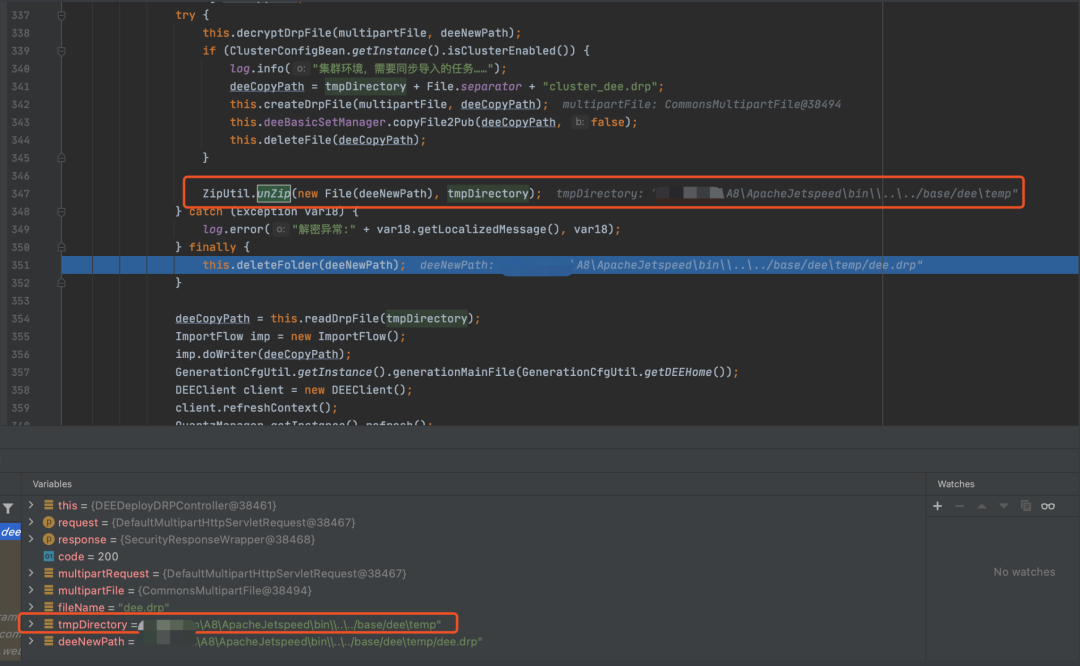 337 try {
338 this.decryptDrpFile(multipartFile, deeNewPath);
339 if (ClusterConfigBean.getInstance().isClusterEnabled()) {
340 log.info( o: "集群环境，需要同步导入的任务……");
341 deeCopyPath = tmpDirectory + File.separator + "cluster_dee.drp";
342 this.createDrpFile(multipartFile, deeCopyPath); multipartFile: CommonsMultipartFile@38494
343 this.deeBasicSetManager.copyFile2Pub(deeCopyPath, b: false);
344 this.deleteFile(deeCopyPath);
345 }
346
347 ZipUtil.unZip(new File(deeNewPath), tmpDirectory); tmpDirectory: \A8\ApacheJetspeed\bin\\..\../base/dee\temp"
348 } catch (Exception var18) {
349 log.error( o: "解密异常:" + var18.getLocalizedMessage(), var18);
350 } finally {
351 this.deleteFolder(deeNewPath); deeNewPath: A8\ApacheJetspeed\bin\\..\../base/dee\temp/dee.drp"
352 }
353
354 deeCopyPath = this.readDrpFile(tmpDirectory);
355 ImportFlow imp = new ImportFlow();
356 imp.doWriter(deeCopyPath);
357 GenerationCfgUtil.getInstance().generationMainFile(GenerationCfgUtil.getDEEHome());
358 DEEClient client = new DEEClient();
359 client.refreshContext();
Variables
Watches
this = {DEEDeployDRPController@38461}
request = {DefaultMultipartHttpServletRequest@38467}
dee
response = {SecurityResponseWrapper@38468}
code = 200
multipartRequest = {DefaultMultipartHttpServletRequest@38467}
No watches
multipartFile = {CommonsMultipartFile@38494}
fileName = "dee.drp"
tmpDirectory = \A8\ApacheJetspeed\bin\\..\../base/dee\temp"
deeNewPath = \A8\ApacheJetspeed\bin\\..\../base/dee\temp/dee.drp"